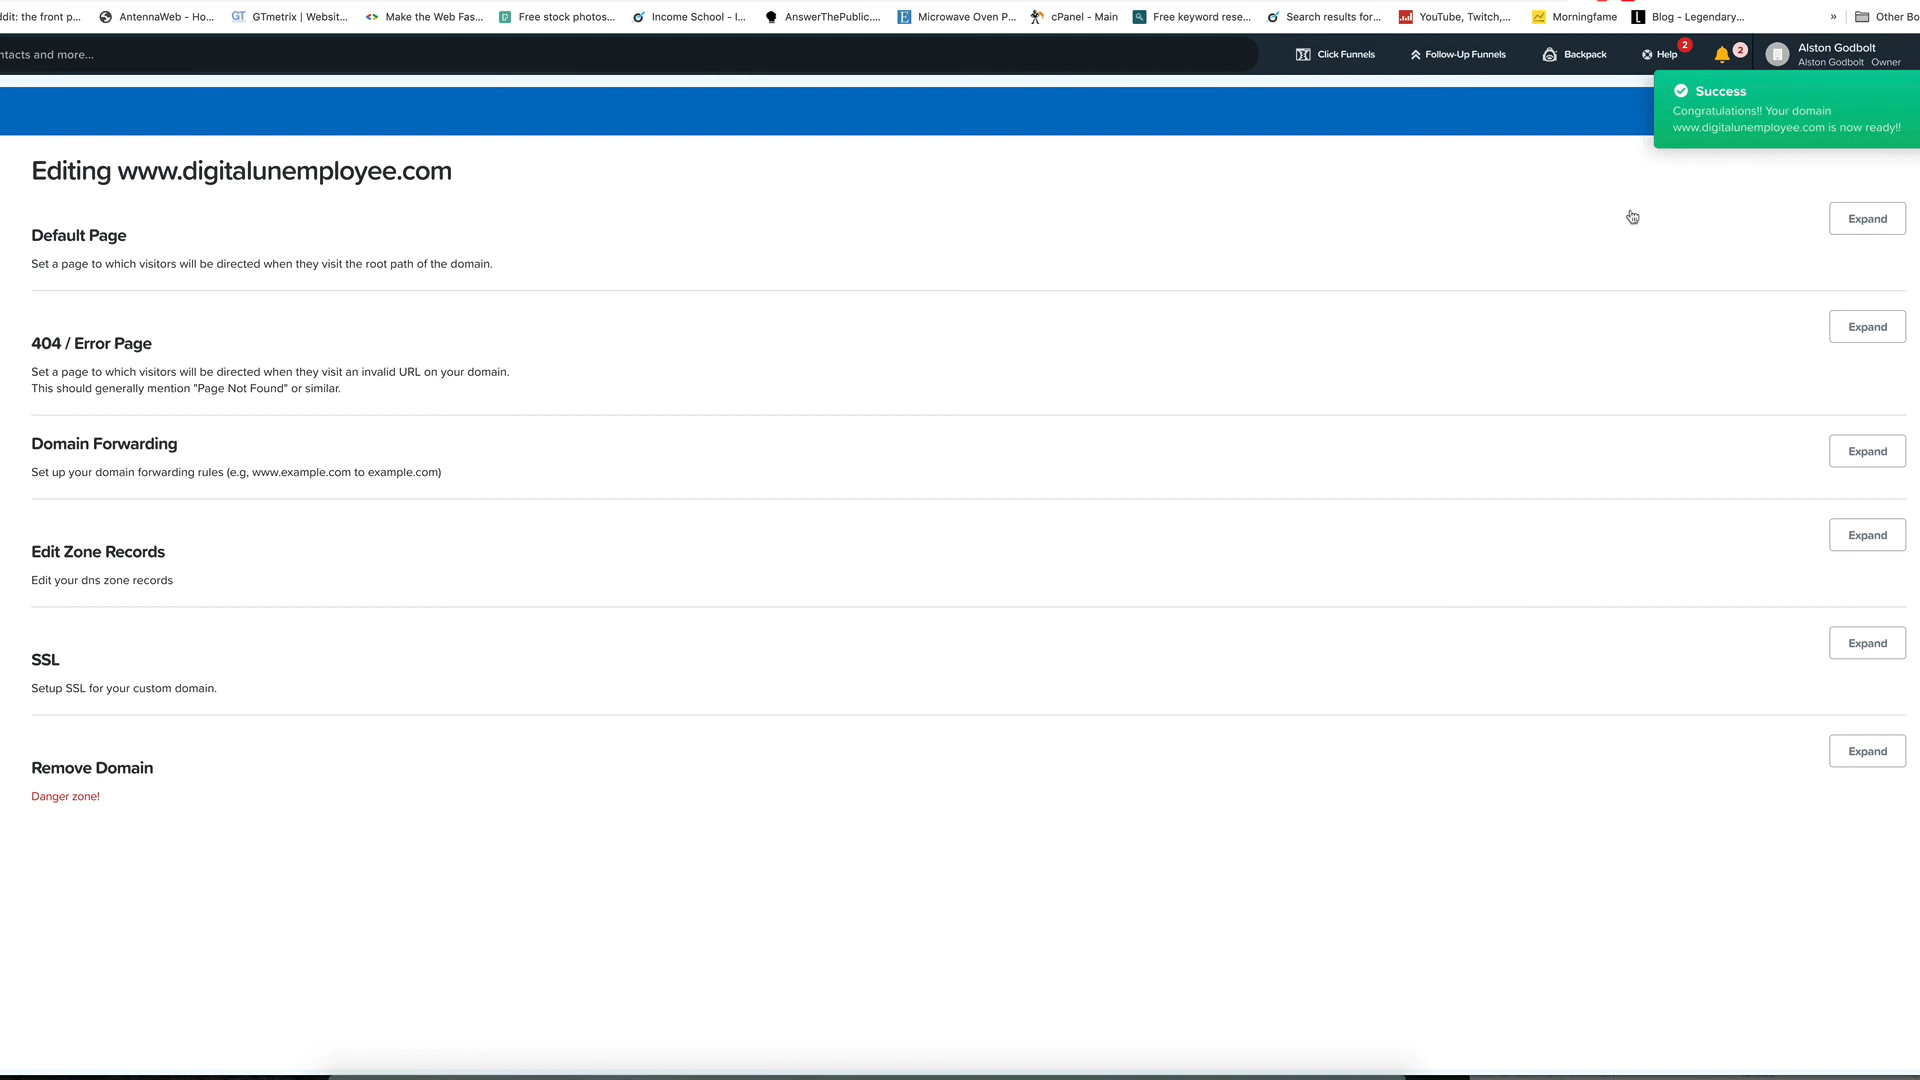 ddit: the front p...
AntennaWeb - Ho...
GT
GTmetrix | Websit...
Make the Web Fas...
Free stock photos...
Income School - I...
AnswerThePublic....
E
Microwave Oven P...
cPanel - Main
Free keyword rese...
Search results for...
YouTube, Twitch,...
Morningfame
L
Blog - Legendary...
»
Other Bo
ntacts and more...
Click Funnels
Follow-Up Funnels
Backpack
Help
2
2
Alston Godbolt
Alston Godbolt Owner
Success
Congratulations!! Your domain
www.digitalunemployee.com is now ready!!
Editing www.digitalunemployee.com
Expand
Default Page
Set a page to which visitors will be directed when they visit the root path of the domain.
Expand
404 / Error Page
Set a page to which visitors will be directed when they visit an invalid URL on your domain.
This should generally mention "Page Not Found" or similar.
Domain Forwarding
Expand
Set up your domain forwarding rules (e.g, www.example.com to example.com)
Expand
Edit Zone Records
Edit your dns zone records
Expand
SSL
Setup SSL for your custom domain.
Expand
Remove Domain
Danger zone!